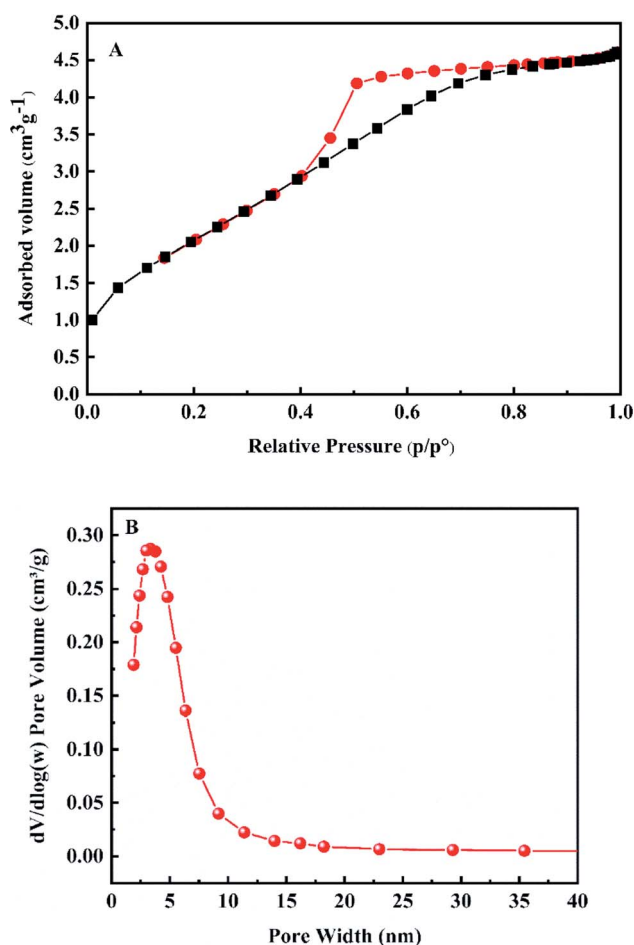 A
Adsorbed volume (cm³g⁻¹)
5.0
4.5
4.0
3.5
3.0
2.5
2.0
1.5
1.0
0.5
0.0
0.0 0.2 0.4 0.6 0.8 1.0
Relative Pressure (p/p°)
B
dV/dlog(w) Pore Volume (cm³/g)
0.30
0.25
0.20
0.15
0.10
0.05
0.00
0 5 10 15 20 25 30 35 40
Pore Width (nm)